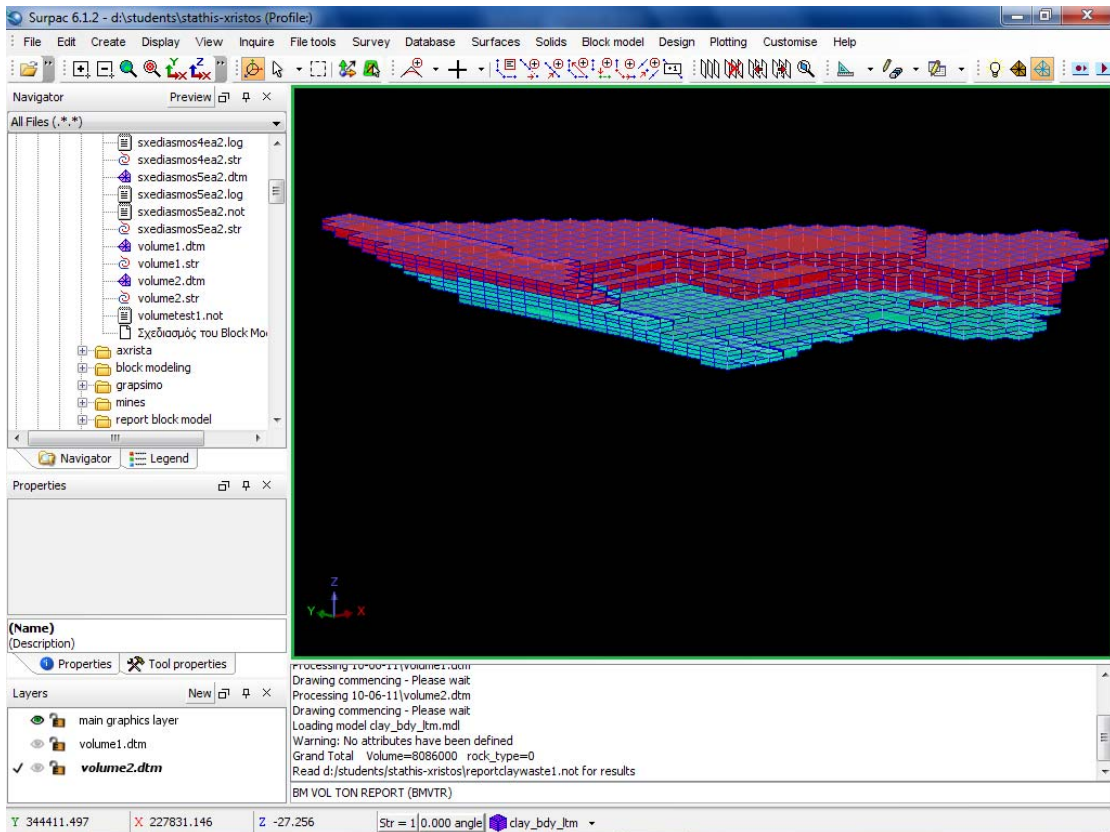 Surpac 6.1.2 - d:\students\stathis-xristos (Profile:)
File Edit Create Display View Inquire File tools Survey Database Surfaces Solids Block model Design Plotting Customise Help
Navigator Preview
All Files (.*.*)
sxediasmos4ea2.log
sxediasmos4ea2.str
sxediasmos5ea2.dtm
sxediasmos5ea2.log
sxediasmos5ea2.not
sxediasmos5ea2.str
volume1.dtm
volume1.str
volume2.dtm
volume2.str
volumetest1.not
Σχεδιασμός του Block Mo
axrista
block modeling
grapsimo
mines
report block model
Navigator Legend
Properties
(Name)
(Description)
Properties Tool properties
Layers New
main graphics layer
volume1.dtm
volume2.dtm
Z
Y X
Processing 10-06-11\volume1.dtm
Drawing commencing - Please wait
Processing 10-06-11\volume2.dtm
Drawing commencing - Please wait
Loading model clay_bdy_ltm.mdl
Warning: No attributes have been defined
Grand Total Volume=8086000 rock_type=0
Read d:/students/stathis-xristos\reportclaywaste1.not for results
BM VOL TON REPORT (BMVTR)
Y 344411.497 X 227831.146 Z -27.256 Str = 1 0.000 angle clay_bdy_ltm